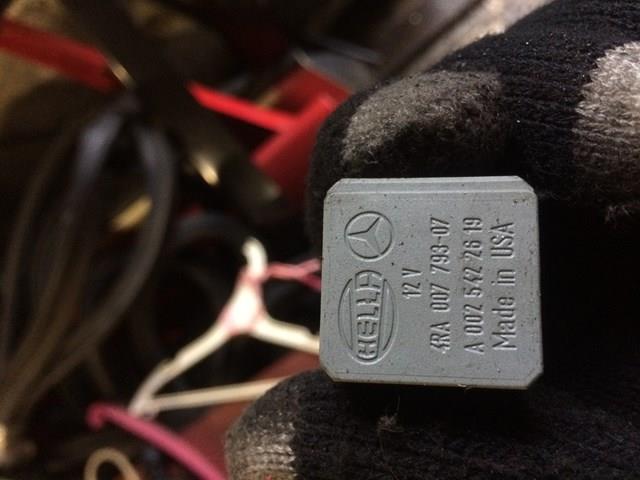 HELLA
12 V
4RA 007 793-07
A 002 542 26 19
Made in USA